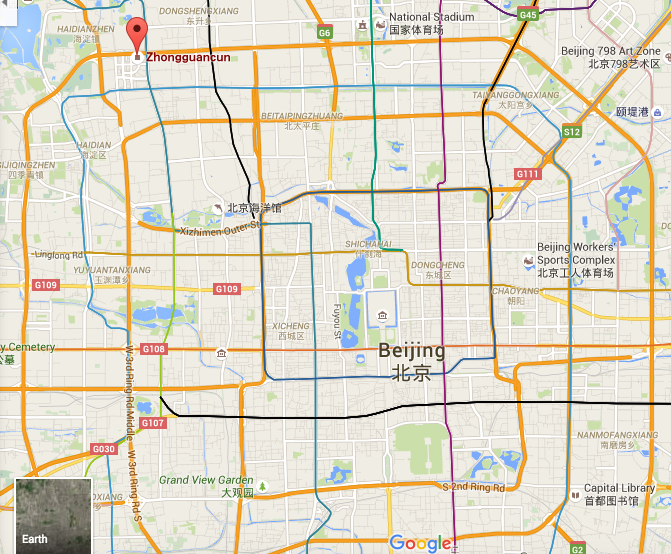 DONGSHENGXIANG
东升乡
HAIDIANZHEN
海淀镇
National Stadium
国家体育场
G45
G6
Zhongguancun
Beijing 798 Art Zone
北京798艺术区
TAIYANGGONGXIANG
太阳宫乡
颐堤港
BEITAIPINGZHUANG
北太平庄
S12
HAIDIAN
海淀区
SIJIQINGZHEN
四季青镇
G111
北京海洋馆
Xizhimen Outer St
SHICHAHAI
什刹海
Beijing Workers'
Sports Complex
北京工人体育场
Linglong Rd
YUYUANTANXIANG
玉渊潭乡
DONGCHENG
东城区
G109
G109
CHAOYANG
朝阳
Fuyou St
XICHENG
西城区
y Cemetery
公墓
G108
Beijing
北京
W 3rd Ring Rd Middle
G107
G030
W 3rd Ring Rd S
NANMOFANGXIANG
南磨房乡
Grand View Garden
大观园
S 2nd Ring Rd
Capital Library
首都图书馆
OXIANG
Earth
Google
G2